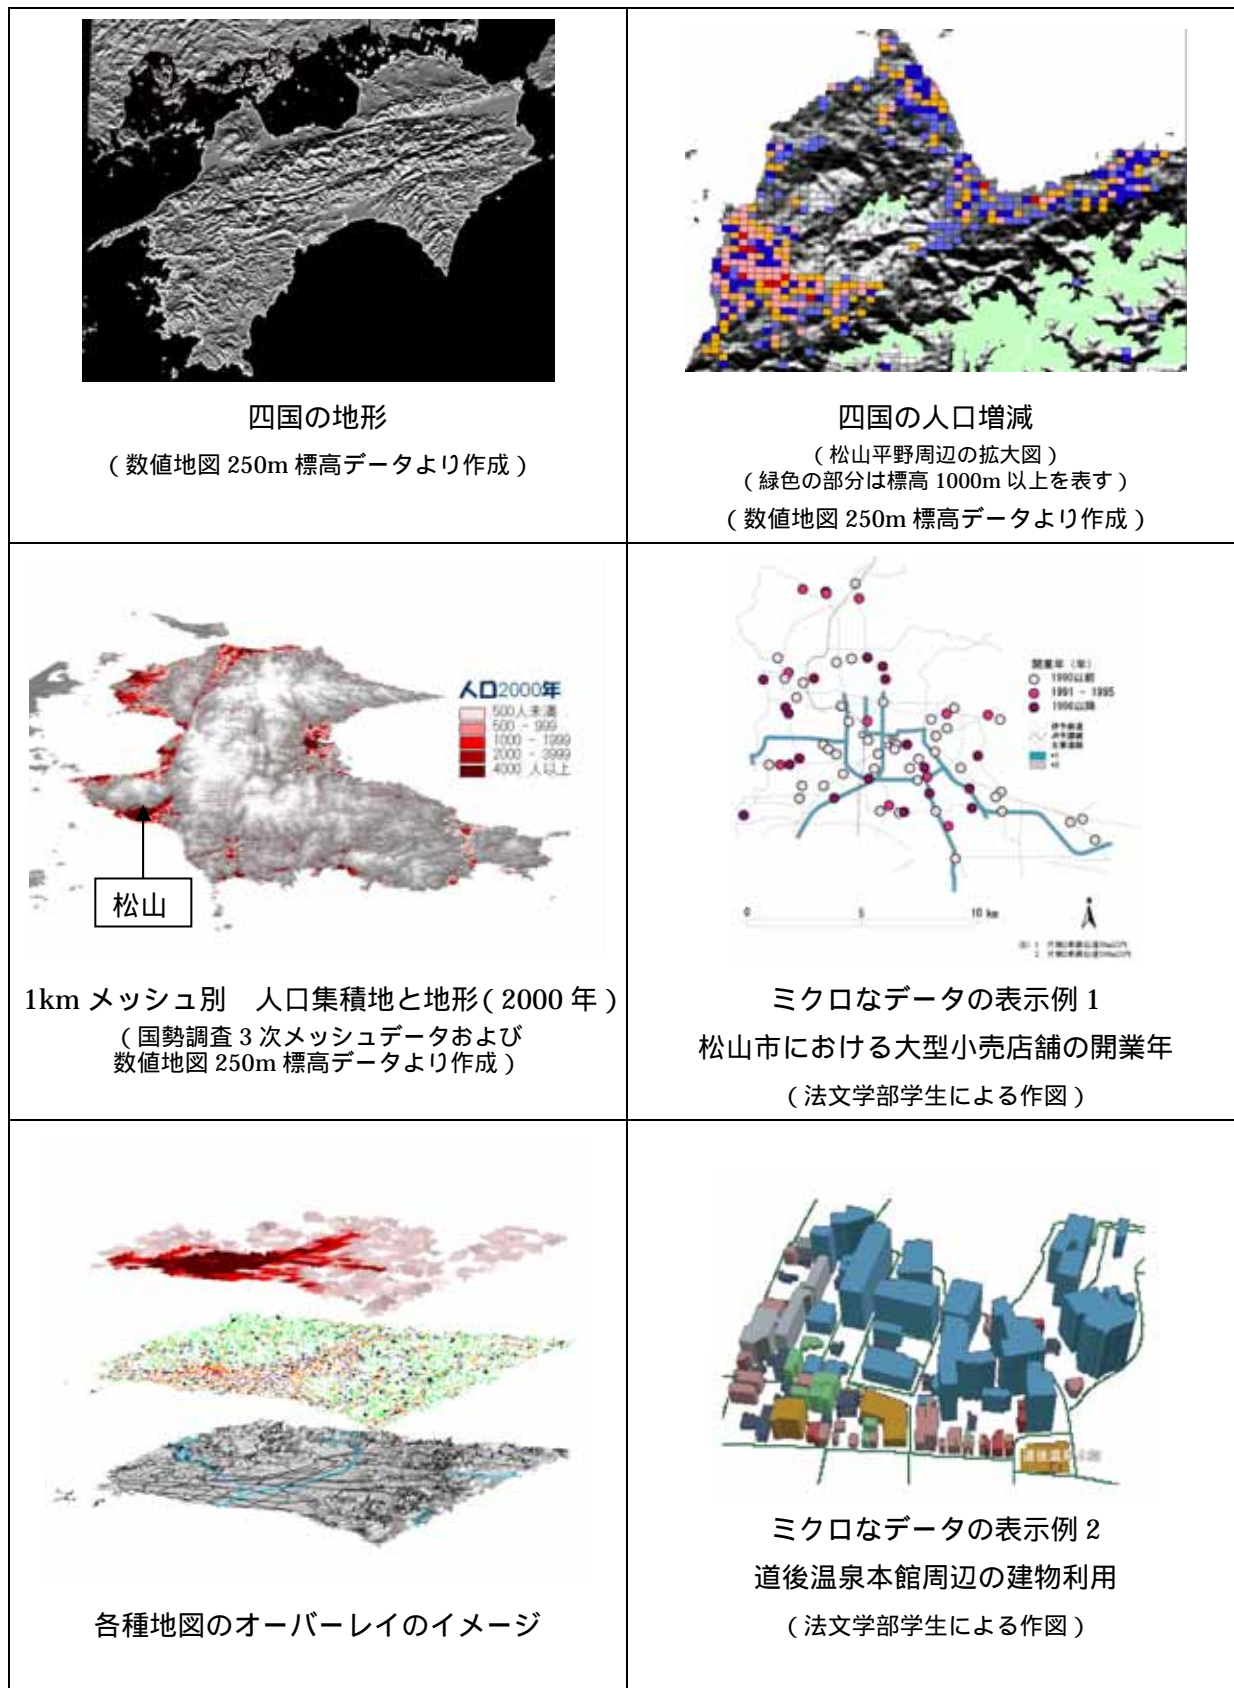 四国の地形
（数値地図 250m 標高データより作成）
四国の人口増減
（松山平野周辺の拡大図）
（緑色の部分は標高 1000m 以上を表す）
（数値地図 250m 標高データより作成）
人口2000年
500人未満
500 - 999
1000 - 1999
2000 - 3999
4000 人以上
松山
1km メッシュ別　人口集積地と地形（2000 年）
（国勢調査 3 次メッシュデータおよび
数値地図 250m 標高データより作成）
開業年（年）
1990以前
1991 - 1995
1996以降
0 5 10 km
ミクロなデータの表示例 1
松山市における大型小売店舗の開業年
（法文学部学生による作図）
各種地図のオーバーレイのイメージ
道後温泉本館
ミクロなデータの表示例 2
道後温泉本館周辺の建物利用
（法文学部学生による作図）